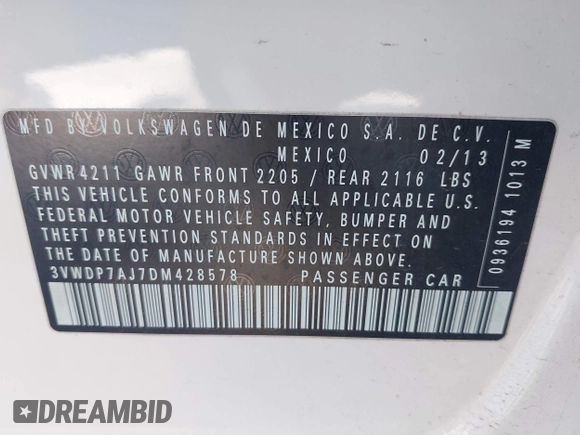 MFD BY VOLKSWAGEN DE MEXICO S.A. DE C.V.
MEXICO 02/13
GVWR 4211 GAWR FRONT 2205 / REAR 2116 LBS
THIS VEHICLE CONFORMS TO ALL APPLICABLE U.S.
FEDERAL MOTOR VEHICLE SAFETY, BUMPER AND
THEFT PREVENTION STANDARDS IN EFFECT ON
THE DATE OF MANUFACTURE SHOWN ABOVE.
3VWDP7AJ7DM428578 PASSENGER CAR
0936194 1013 M
DREAMBID